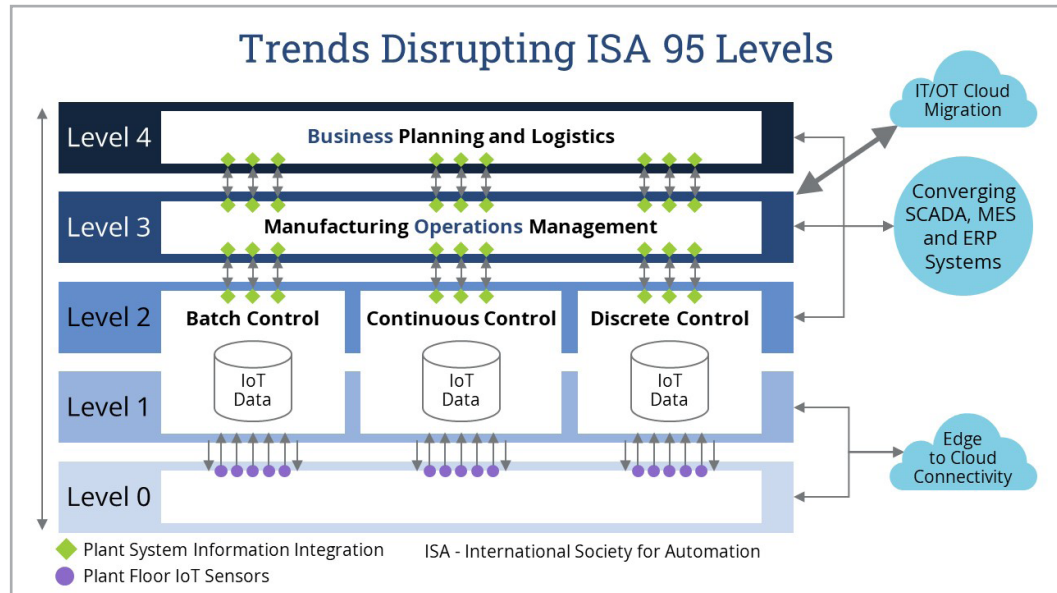 Trends Disrupting ISA 95 Levels
IT/OT Cloud
Migration
Level 4
Business Planning and Logistics
Level 3
Manufacturing Operations Management
Converging
SCADA, MES
and ERP
Systems
Level 2
Batch Control
Continuous Control
Discrete Control
IoT
Data
IoT
Data
IoT
Data
Level 1
Edge
to Cloud
Connectivity
Level 0
Plant System Information Integration
ISA - International Society for Automation
Plant Floor IoT Sensors